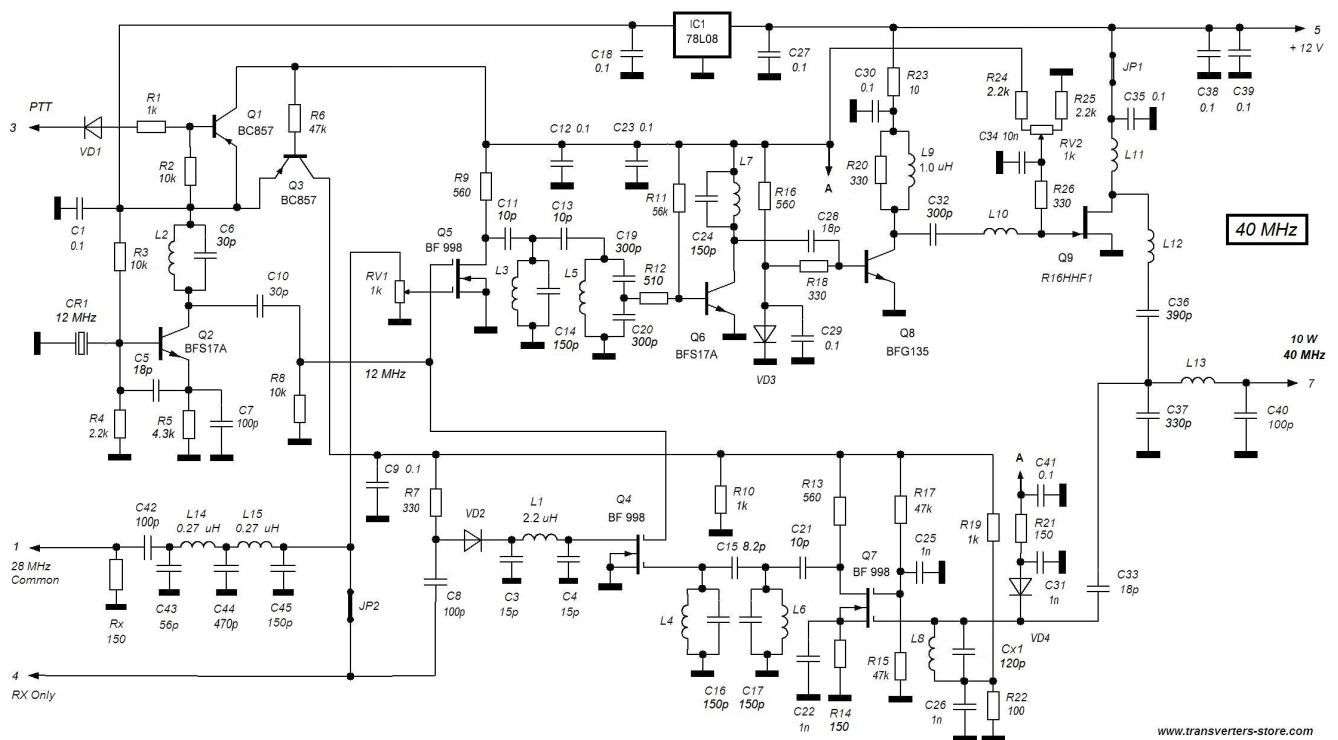 IC1
78L08
5
+ 12 V
C18
0.1
C27
0.1
C38
0.1
C39
0.1
JP1
PTT
3
VD1
R1
1k
Q1
BC857
R6
47k
R2
10k
Q3
BC857
C1
0.1
R3
10k
L2
C6
30p
C10
30p
CR1
12 MHz
Q2
BFS17A
C5
18p
R4
2.2k
R5
4.3k
C7
100p
R8
10k
12 MHz
R9
560
C12 0.1
C23 0.1
C11
10p
C13
10p
Q5
BF 998
RV1
1k
L3
L5
C14
150p
C19
300p
C20
300p
R12
510
R11
56k
L7
C24
150p
Q6
BFS17A
R16
560
A
C28
18p
R18
330
VD3
C29
0.1
C30
0.1
R23
10
R20
330
L9
1.0 uH
Q8
BFG135
C32
300p
L10
R24
2.2k
R25
2.2k
RV2
1k
C34 10n
R26
330
C35 0.1
L11
Q9
R16HHF1
L12
40 MHz
C36
390p
10 W
40 MHz
7
L13
C37
330p
C40
100p
C9 0.1
R7
330
VD2
L1
2.2 uH
Q4
BF 998
R10
1k
R13
560
R17
47k
R19
1k
A
C41
0.1
R21
150
C31
1n
VD4
C33
18p
C42
100p
L14
0.27 uH
L15
0.27 uH
1
28 MHz
Common
Rx
150
C43
56p
C44
470p
C45
150p
JP2
C8
100p
C3
15p
C4
15p
C15 8.2p
C21
10p
Q7
BF 998
C25
1n
L4
L6
C16
150p
C17
150p
C22
1n
R14
150
R15
47k
L8
Cx1
120p
C26
1n
R22
100
4
RX Only
www.transverters-store.com